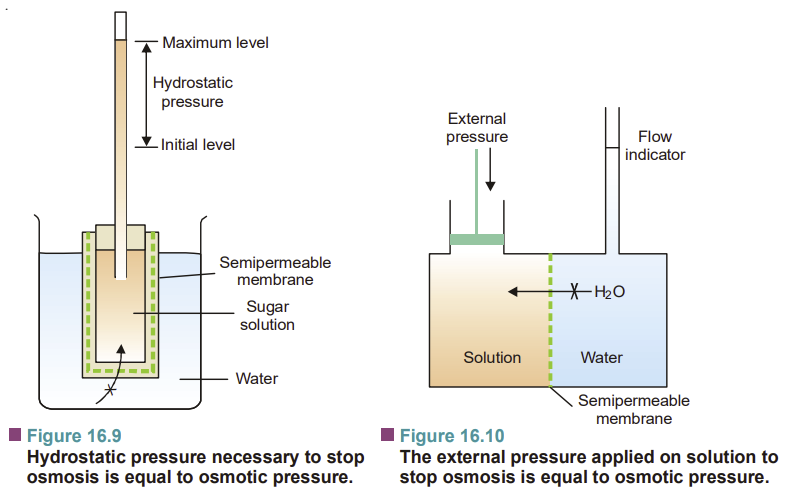 Maximum level
Hydrostatic
pressure
Initial level
Semipermeable
membrane
Sugar
solution
Water
Figure 16.9
Hydrostatic pressure necessary to stop
osmosis is equal to osmotic pressure.
External
pressure
Flow
indicator
H₂O
Solution
Water
Semipermeable
membrane
Figure 16.10
The external pressure applied on solution to
stop osmosis is equal to osmotic pressure.